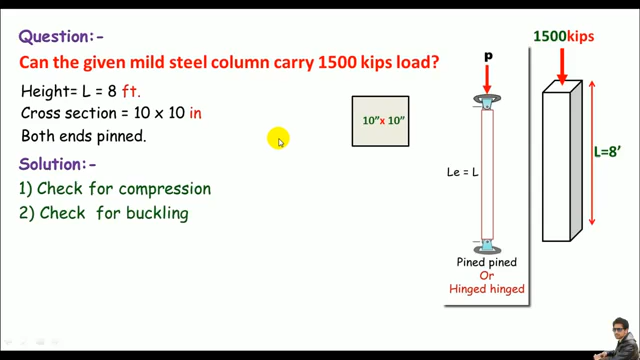 Question:-
Can the given mild steel column carry 1500 kips load?
Height= L = 8 ft.
Cross section = 10 x 10 in
Both ends pinned.
Solution:-
1) Check for compression
2) Check for buckling
10”x 10”
p
Le = L
Pined pined
Or
Hinged hinged
1500kips
L=8’